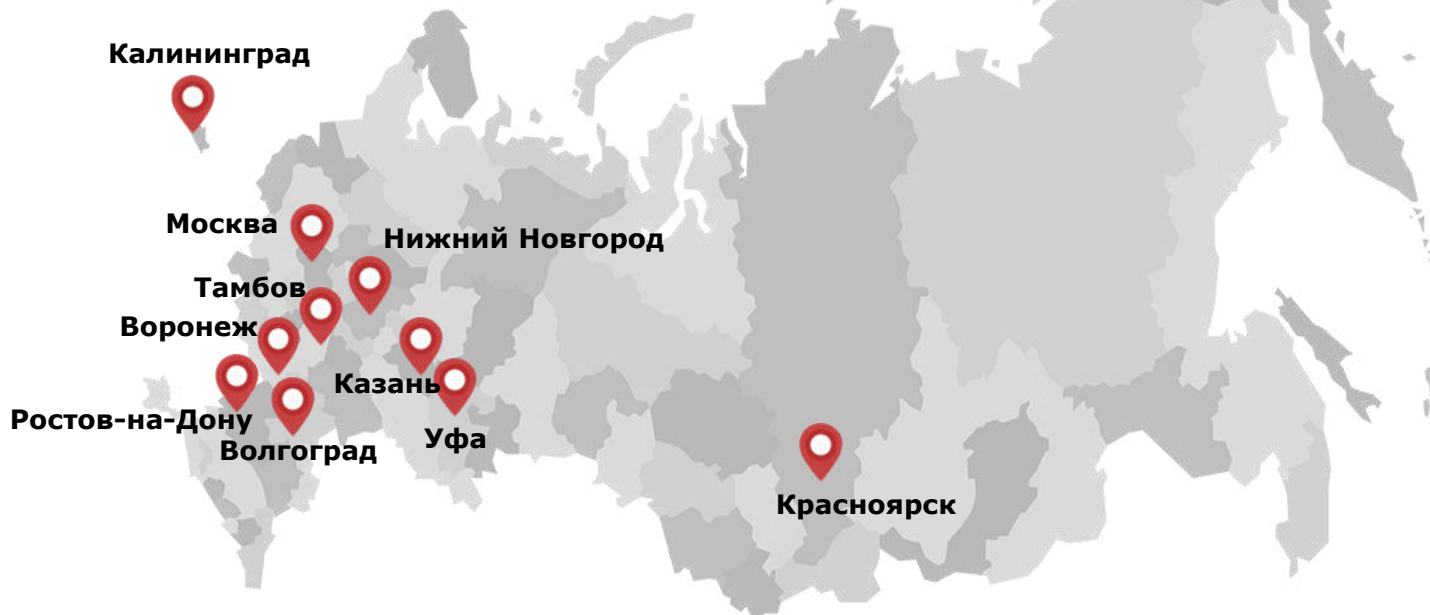 Калининград
Москва
Нижний Новгород
Тамбов
Воронеж
Казань
Ростов-на-Дону
Уфа
Волгоград
Красноярск